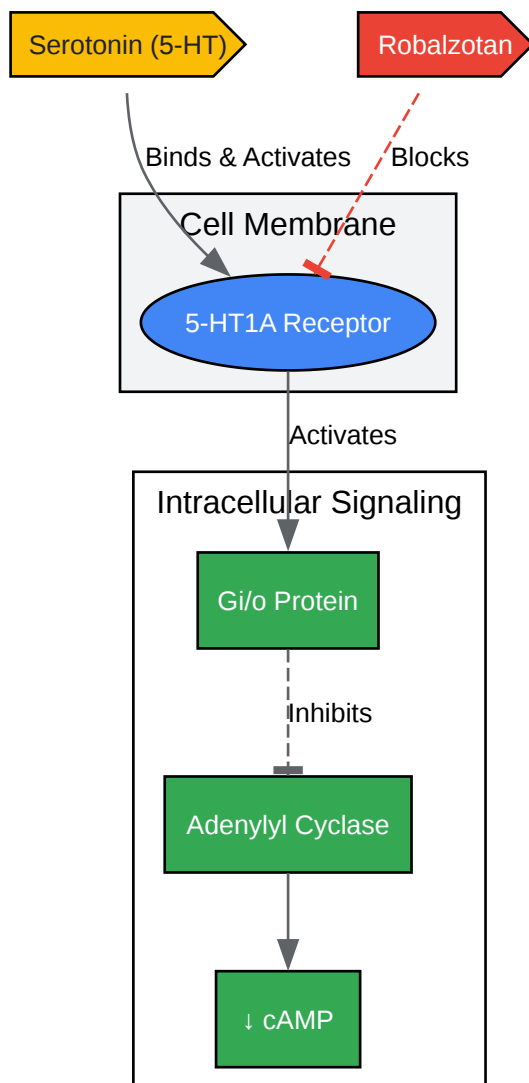 Serotonin (5-HT)
Robalzotan
Binds & Activates
Blocks
Cell Membrane
5-HT1A Receptor
Activates
Intracellular Signaling
Gi/o Protein
Inhibits
Adenylyl Cyclase
↓ cAMP